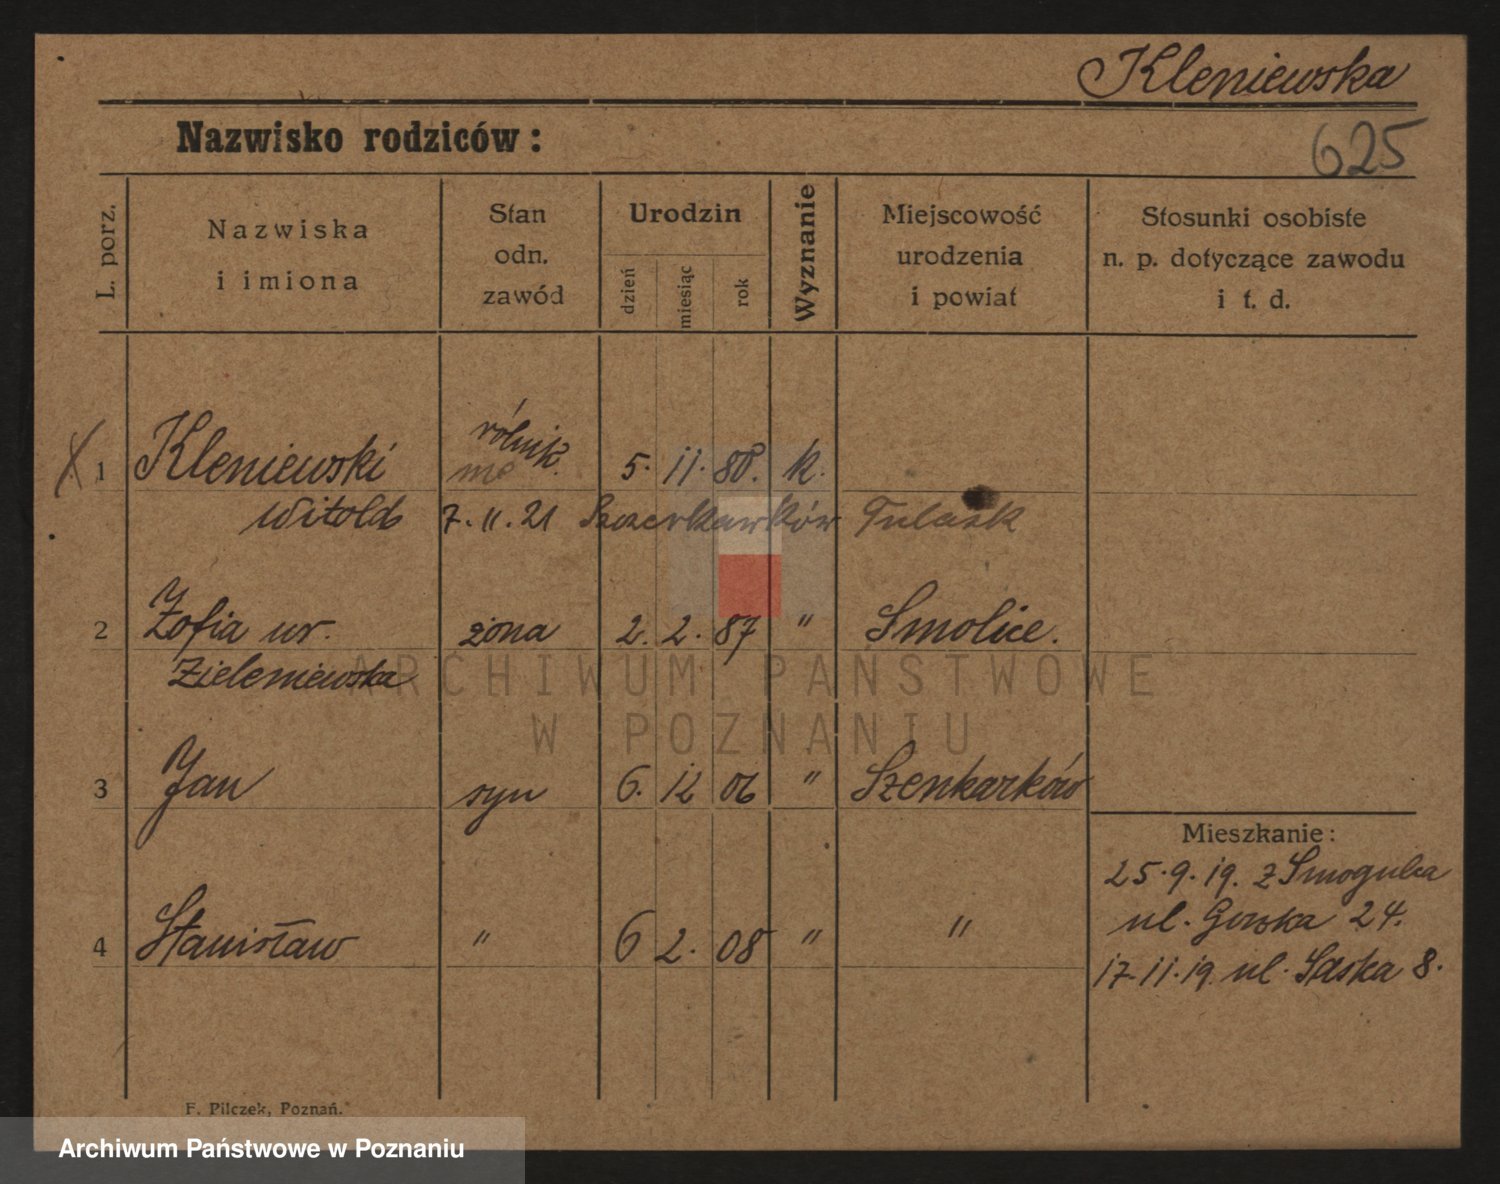 Kleniewska
Nazwisko rodziców:
625
L. porz.
Nazwiska
i imiona
Stan
odn.
zawód
Urodzin
dzień
miesiąc
rok
Wyznanie
Miejscowość
urodzenia
i powiat
Stosunki osobiste
n. p. dotyczące zawodu
i t. d.
rólnik
1 Kleniewski 5. 11. 80. k.
Witold 7. 11. 21
2 Zofia ur. żona 2. 2. 87 " Smolice.
Zieleniewska
ARCHIWUM PAŃSTWOWE
W POZNANIU
3 Jan syn 6. 12 06 " Szenkarków
Mieszkanie:
25. 9. 19. z Smogulca
ul. Gorska 24.
4 Stanisław " 6 2. 08 " "
17. 11. 19. ul. Saska 8.
F. Pilczek, Poznań.
Archiwum Państwowe w Poznaniu